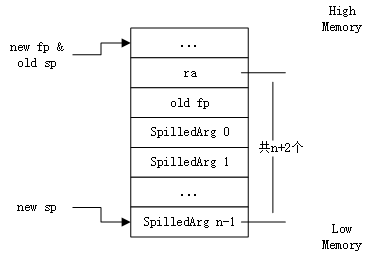 High
Memory
new fp &
old sp
...
ra
old fp
SpilledArg 0
SpilledArg 1
共n+2个
...
new sp
SpilledArg n-1
Low
Memory